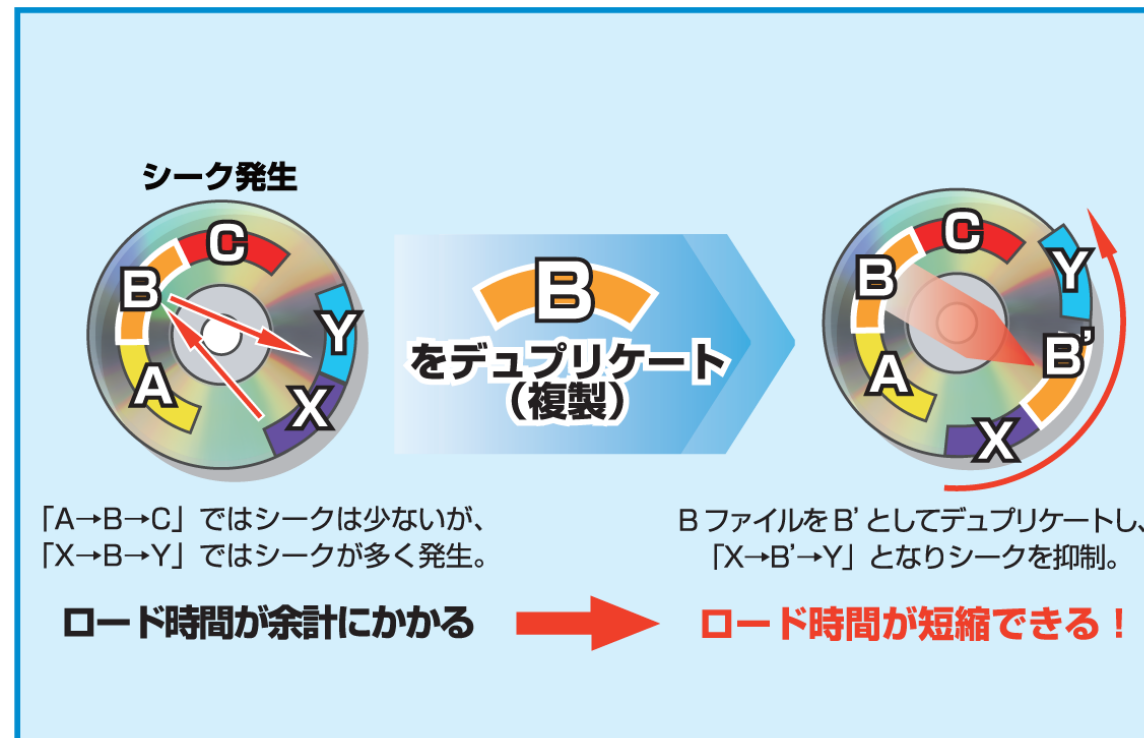 シーク発生
C
B
A
Y
X
B
をデュプリケート
（複製）
C
B
A
Y
B’
X
「A→B→C」ではシークは少ないが、
「X→B→Y」ではシークが多く発生。
B ファイルを B’ としてデュプリケートし、
「X→B’→Y」となりシークを抑制。
ロード時間が余計にかかる
ロード時間が短縮できる！